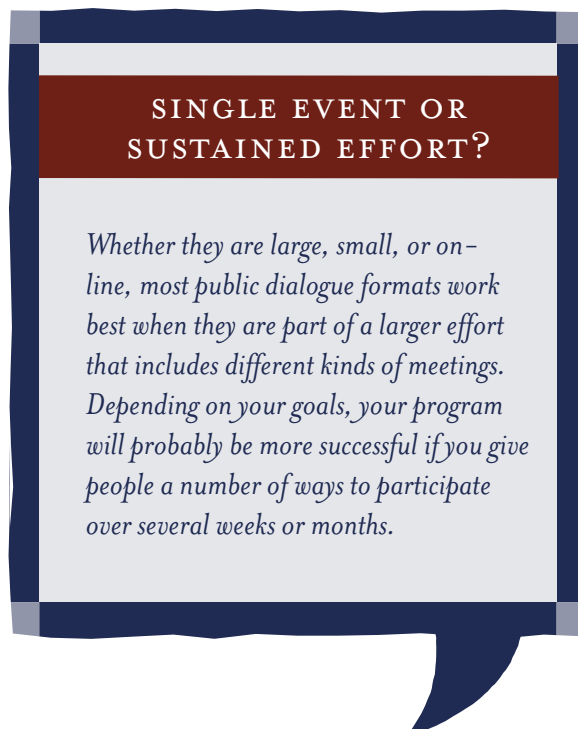 SINGLE EVENT OR
SUSTAINED EFFORT?
Whether they are large, small, or on-
line, most public dialogue formats work
best when they are part of a larger effort
that includes different kinds of meetings.
Depending on your goals, your program
will probably be more successful if you give
people a number of ways to participate
over several weeks or months.